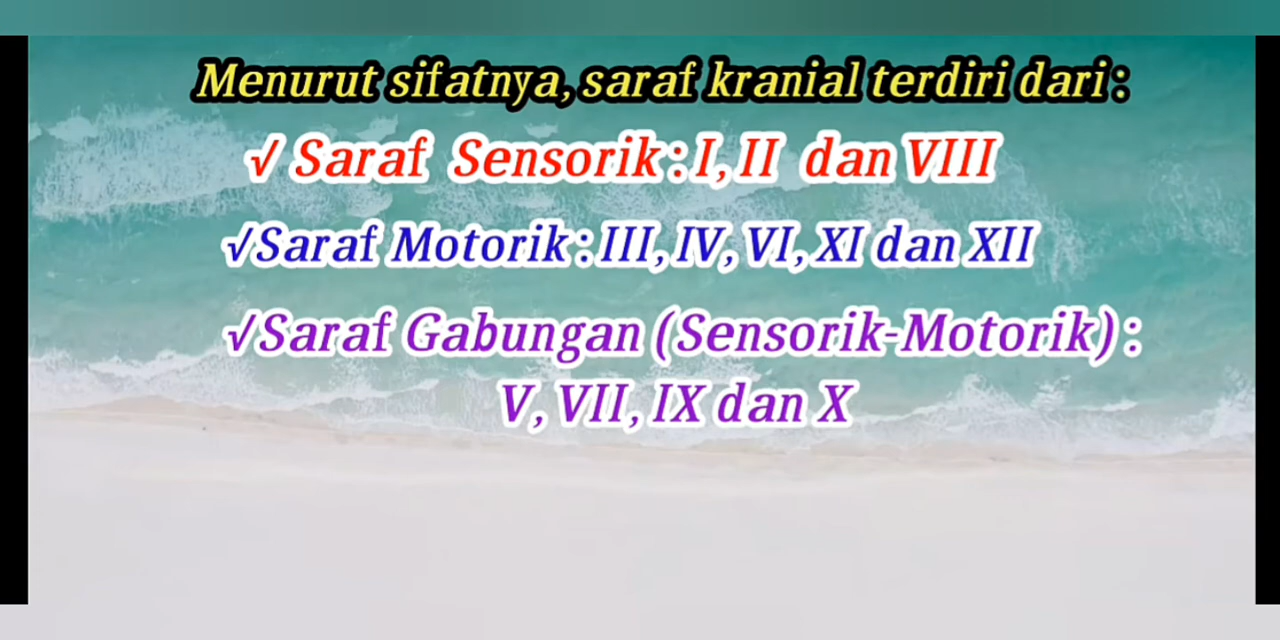 Menurut sifatnya, saraf kranial terdiri dari :
√ Saraf Sensorik : I, II dan VIII
√Saraf Motorik : III, IV, VI, XI dan XII
√Saraf Gabungan (Sensorik-Motorik) :
V, VII, IX dan X